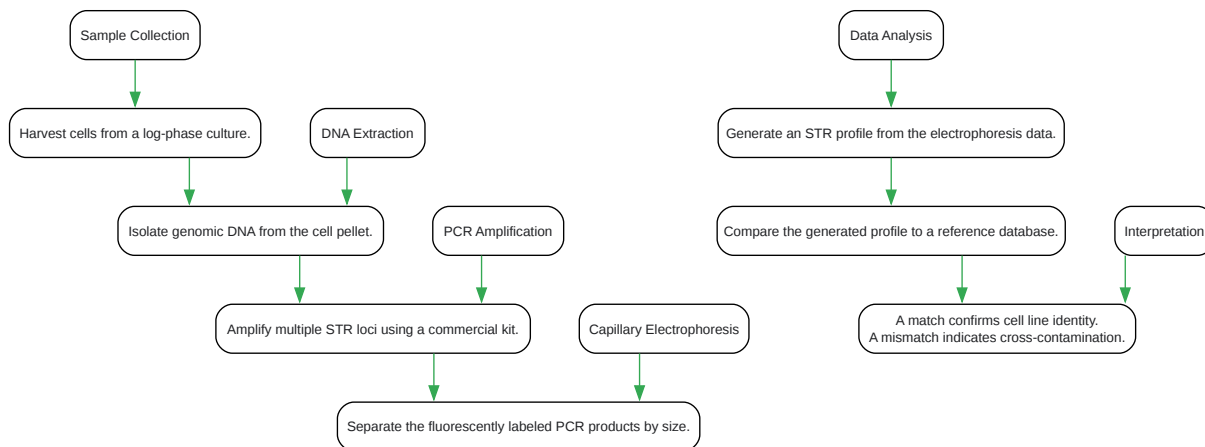 Sample Collection
Data Analysis
Harvest cells from a log-phase culture.
DNA Extraction
Generate an STR profile from the electrophoresis data.
Isolate genomic DNA from the cell pellet.
PCR Amplification
Compare the generated profile to a reference database.
Interpretation
Amplify multiple STR loci using a commercial kit.
Capillary Electrophoresis
A match confirms cell line identity.
A mismatch indicates cross-contamination.
Separate the fluorescently labeled PCR products by size.